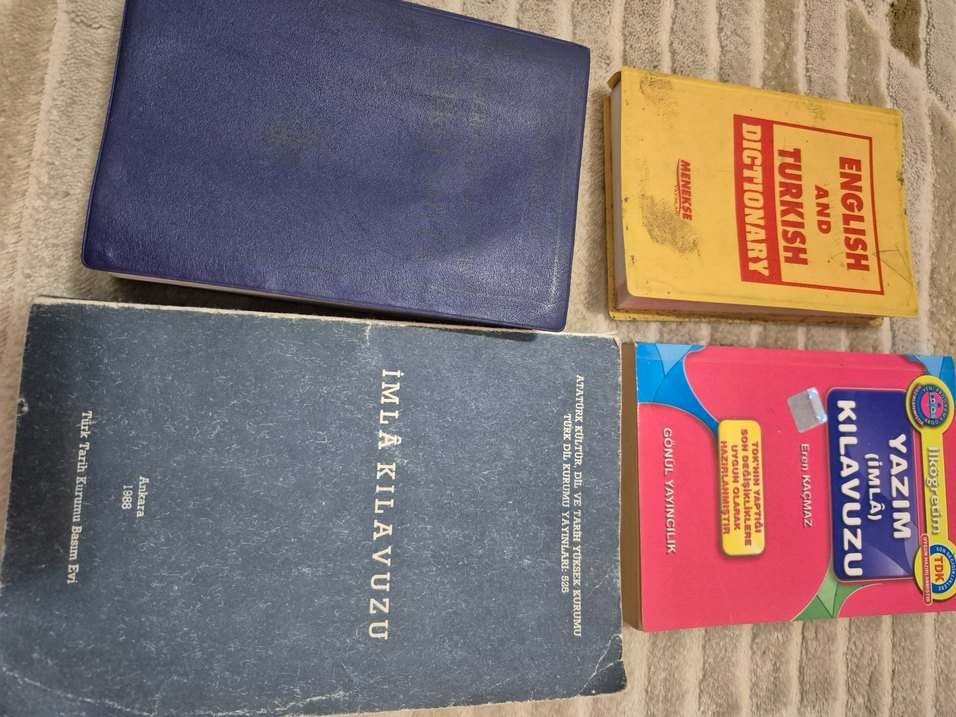 ENGLISH
AND
TURKISH
DICTIONARY
MENEKŞE
YAYINLARI
ATATÜRK KÜLTÜR, DİL VE TARİH YÜKSEK KURUMU
TÜRK DİL KURUMU YAYINLARI: 525
İMLÂ KILAVUZU
Ankara
1988
Türk Tarih Kurumu Basım Evi
İlköğretim
TDK
YAZIM
(İMLÂ)
KILAVUZU
Eren KAÇMAZ
TDK'NIN YAPTIĞI
SON DEĞİŞİKLİKLERE
UYGUN OLARAK
HAZIRLANMIŞTIR
GÖNÜL YAYINCILIK